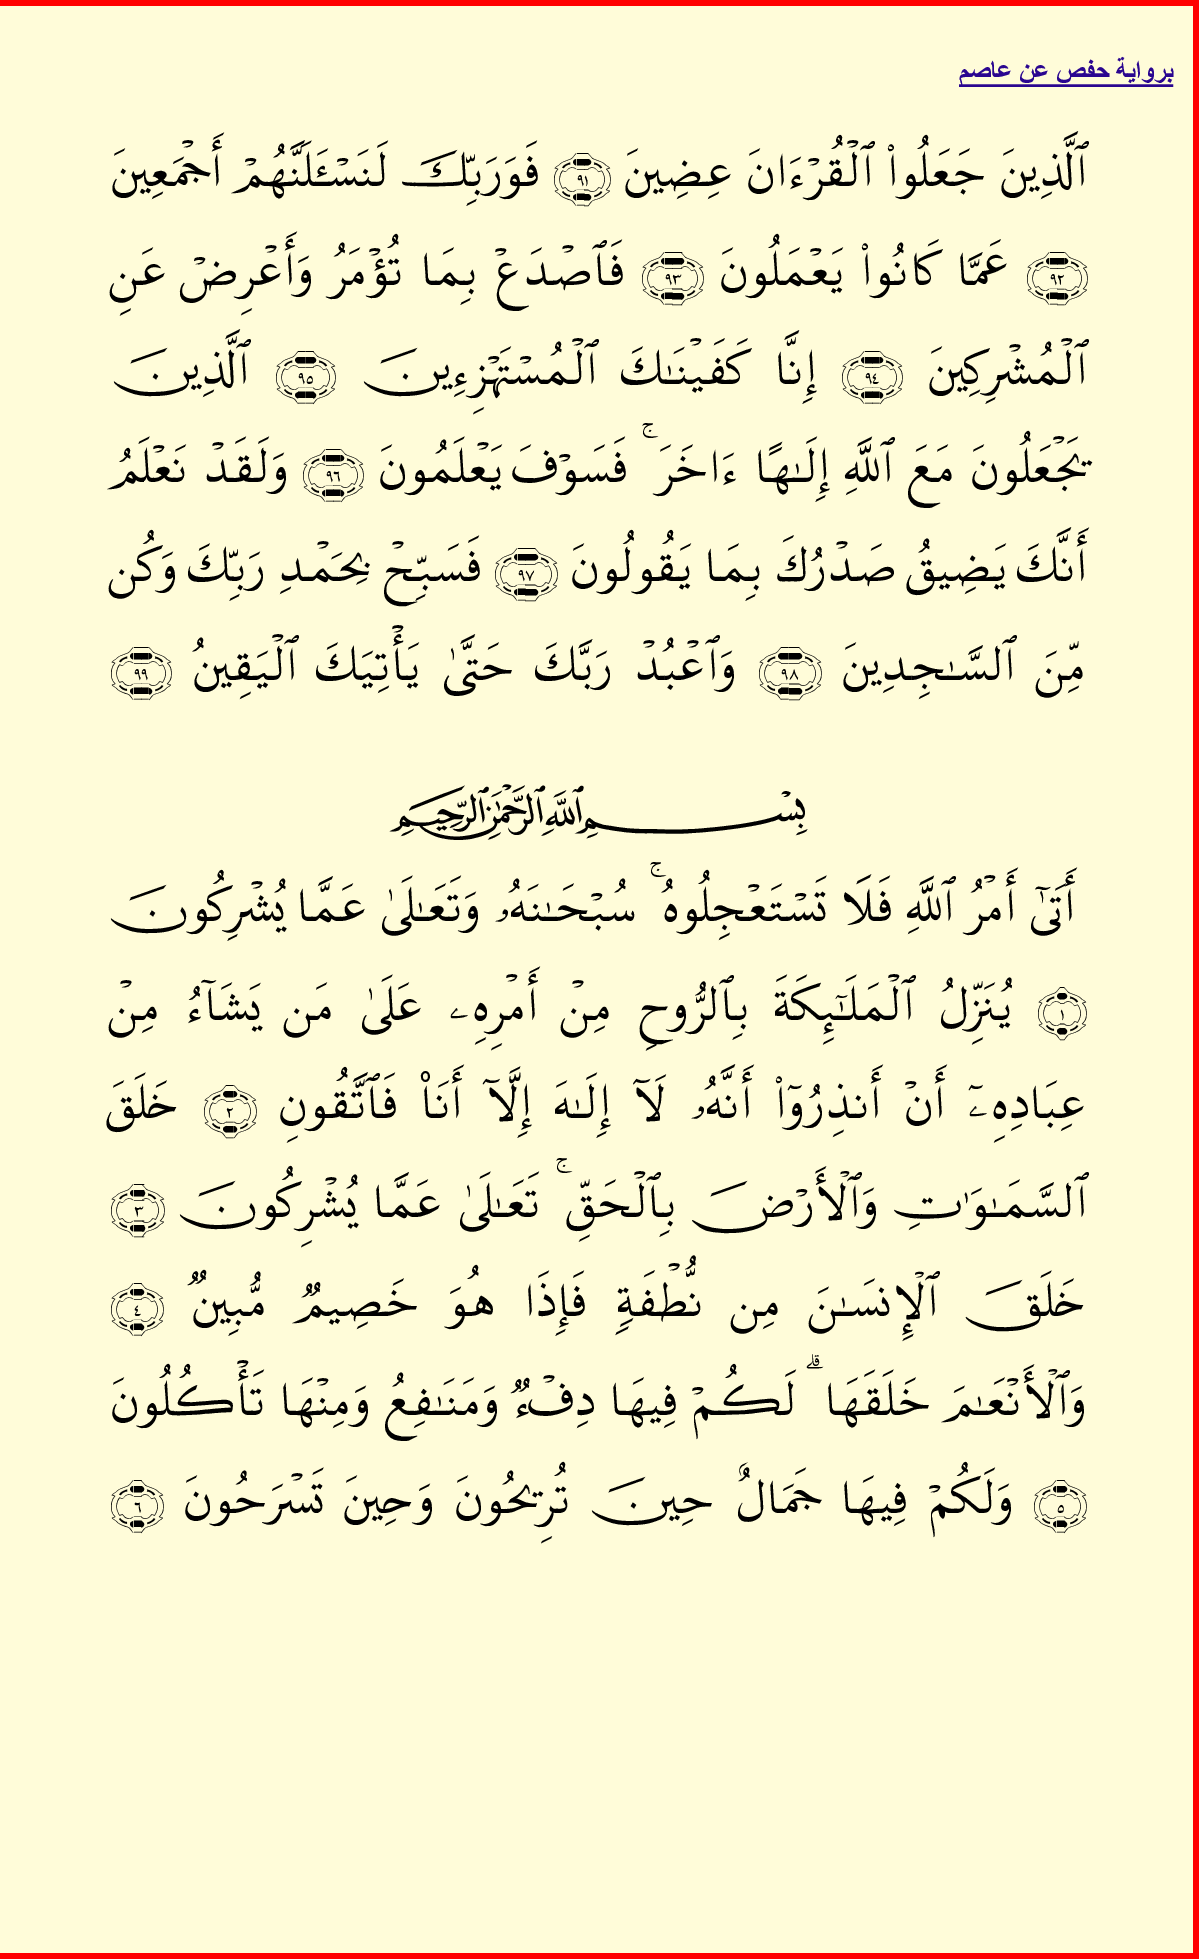 برواية حفص عن عاصم
ٱلَّذِينَ جَعَلُوا۟ ٱلْقُرْءَانَ عِضِينَ ٩١ فَوَرَبِّكَ لَنَسْـَٔلَنَّهُمْ أَجْمَعِينَ
٩٢ عَمَّا كَانُوا۟ يَعْمَلُونَ ٩٣ فَٱصْدَعْ بِمَا تُؤْمَرُ وَأَعْرِضْ عَنِ
ٱلْمُشْرِكِينَ ٩٤ إِنَّا كَفَيْنَـٰكَ ٱلْمُسْتَهْزِءِينَ ٩٥ ٱلَّذِينَ
يَجْعَلُونَ مَعَ ٱللَّهِ إِلَـٰهًا ءَاخَرَ ۚ فَسَوْفَ يَعْلَمُونَ ٩٦ وَلَقَدْ نَعْلَمُ
أَنَّكَ يَضِيقُ صَدْرُكَ بِمَا يَقُولُونَ ٩٧ فَسَبِّحْ بِحَمْدِ رَبِّكَ وَكُن
مِّنَ ٱلسَّـٰجِدِينَ ٩٨ وَٱعْبُدْ رَبَّكَ حَتَّىٰ يَأْتِيَكَ ٱلْيَقِينُ ٩٩
بِسْمِ ٱللَّهِ ٱلرَّحْمَـٰنِ ٱلرَّحِيمِ
أَتَىٰٓ أَمْرُ ٱللَّهِ فَلَا تَسْتَعْجِلُوهُ ۚ سُبْحَـٰنَهُۥ وَتَعَـٰلَىٰ عَمَّا يُشْرِكُونَ
١ يُنَزِّلُ ٱلْمَلَـٰٓئِكَةَ بِٱلرُّوحِ مِنْ أَمْرِهِۦ عَلَىٰ مَن يَشَآءُ مِنْ
عِبَادِهِۦٓ أَنْ أَنذِرُوٓا۟ أَنَّهُۥ لَآ إِلَـٰهَ إِلَّآ أَنَا۠ فَٱتَّقُونِ ٢ خَلَقَ
ٱلسَّمَـٰوَٰتِ وَٱلْأَرْضَ بِٱلْحَقِّ ۚ تَعَـٰلَىٰ عَمَّا يُشْرِكُونَ ٣
خَلَقَ ٱلْإِنسَـٰنَ مِن نُّطْفَةٍ فَإِذَا هُوَ خَصِيمٌ مُّبِينٌ ٤
وَٱلْأَنْعَـٰمَ خَلَقَهَا ۗ لَكُمْ فِيهَا دِفْءٌ وَمَنَـٰفِعُ وَمِنْهَا تَأْكُلُونَ
٥ وَلَكُمْ فِيهَا جَمَالٌ حِينَ تُرِيحُونَ وَحِينَ تَسْرَحُونَ ٦